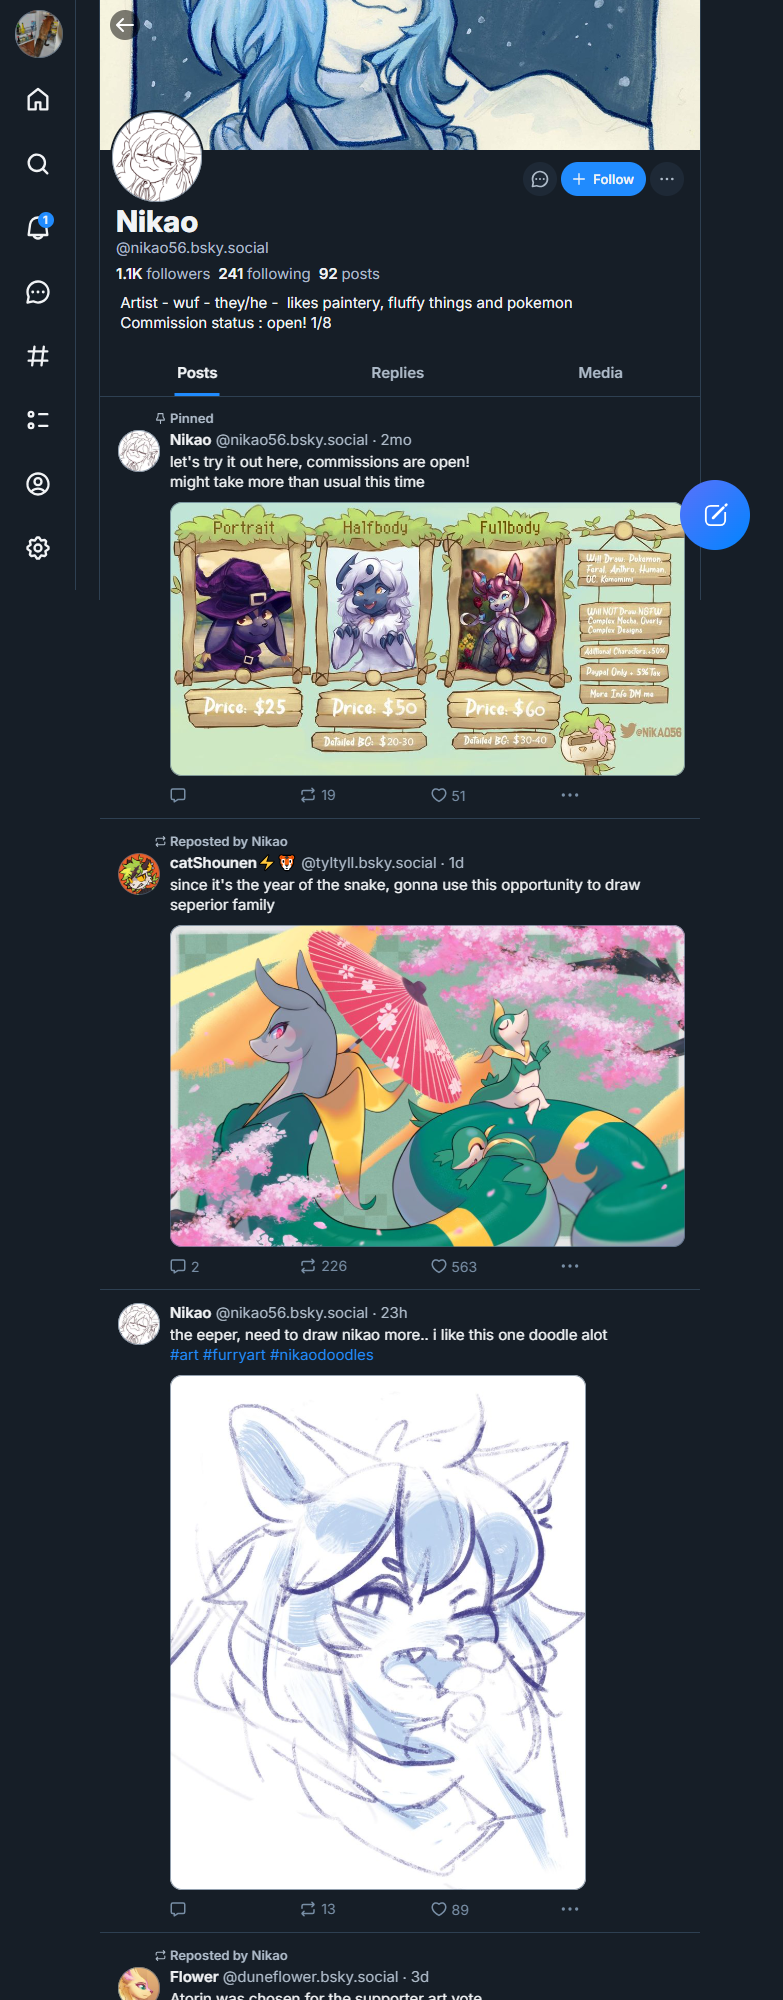 Nikao
@nikao56.bsky.social
1.1K followers 241 following 92 posts
Artist - wuf - they/he - likes paintery, fluffy things and pokemon
Commission status : open! 1/8
+ Follow
1
Posts Replies Media
Pinned
Nikao @nikao56.bsky.social · 2mo
let's try it out here, commissions are open!
might take more than usual this time
Portrait
Halfbody
Fullbody
Price: $25
Price: $50
Detailed BG: $20-30
Price: $60
Detailed BG: $30-40
Will Draw: Pokemon,
Feral, Anthro, Human
OC, Kemomimi
Will NOT Draw NSFW
Complex Mecha, Overly
Complex Designs
Additional Characters +50%
Paypal Only + 5% Tax
More Info DM me
@NIKAO56
19 51
Reposted by Nikao
catShounen⚡🐯 @tyltyll.bsky.social · 1d
since it's the year of the snake, gonna use this opportunity to draw
seperior family
2 226 563
Nikao @nikao56.bsky.social · 23h
the eeper, need to draw nikao more.. i like this one doodle alot
#art #furryart #nikaodoodles
13 89
Reposted by Nikao
Flower @duneflower.bsky.social · 3d
Atorin was chosen for the supporter art vote